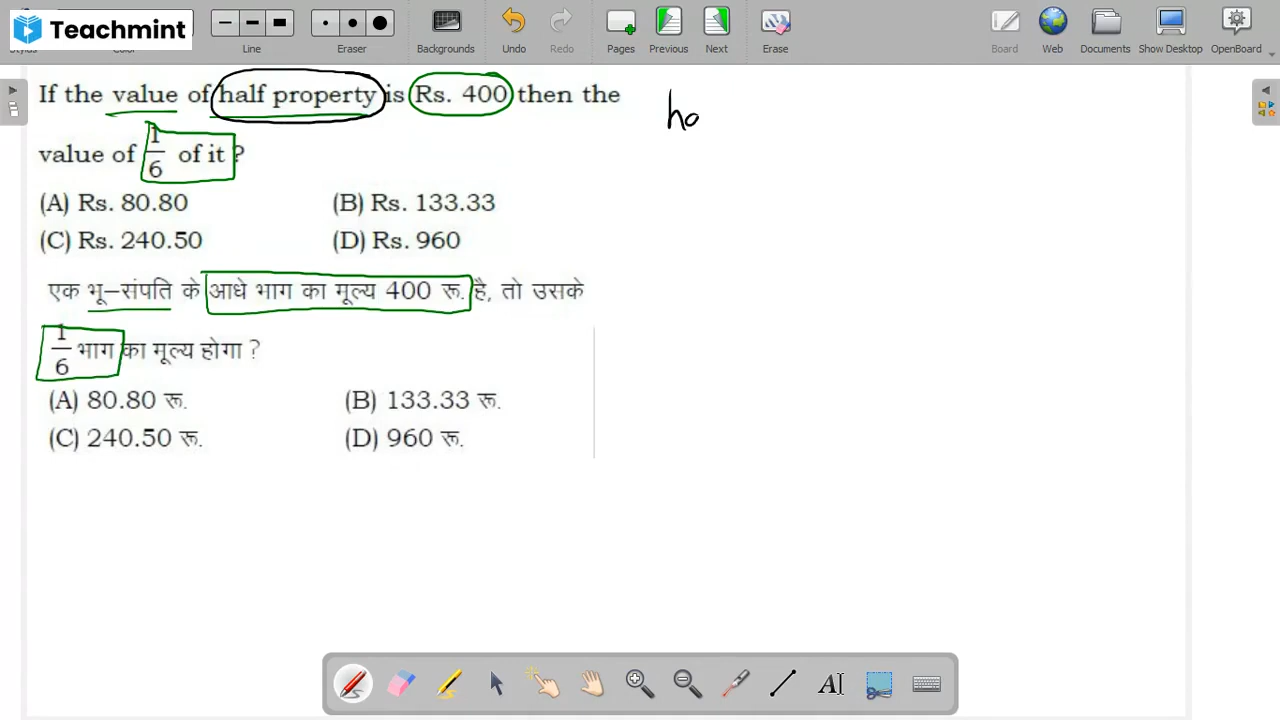 Teachmint
Line
Eraser
Backgrounds
Undo
Redo
Pages
Previous
Next
Erase
Board
Web
Documents
Show Desktop
OpenBoard
If the value of half property is Rs. 400 then the
value of 1/6 of it ?
(A) Rs. 80.80 (B) Rs. 133.33
(C) Rs. 240.50 (D) Rs. 960
एक भू–संपति के आधे भाग का मूल्य 400 रू. है, तो उसके
1/6 भाग का मूल्य होगा ?
(A) 80.80 रू. (B) 133.33 रू.
(C) 240.50 रू. (D) 960 रू.
ha
AI